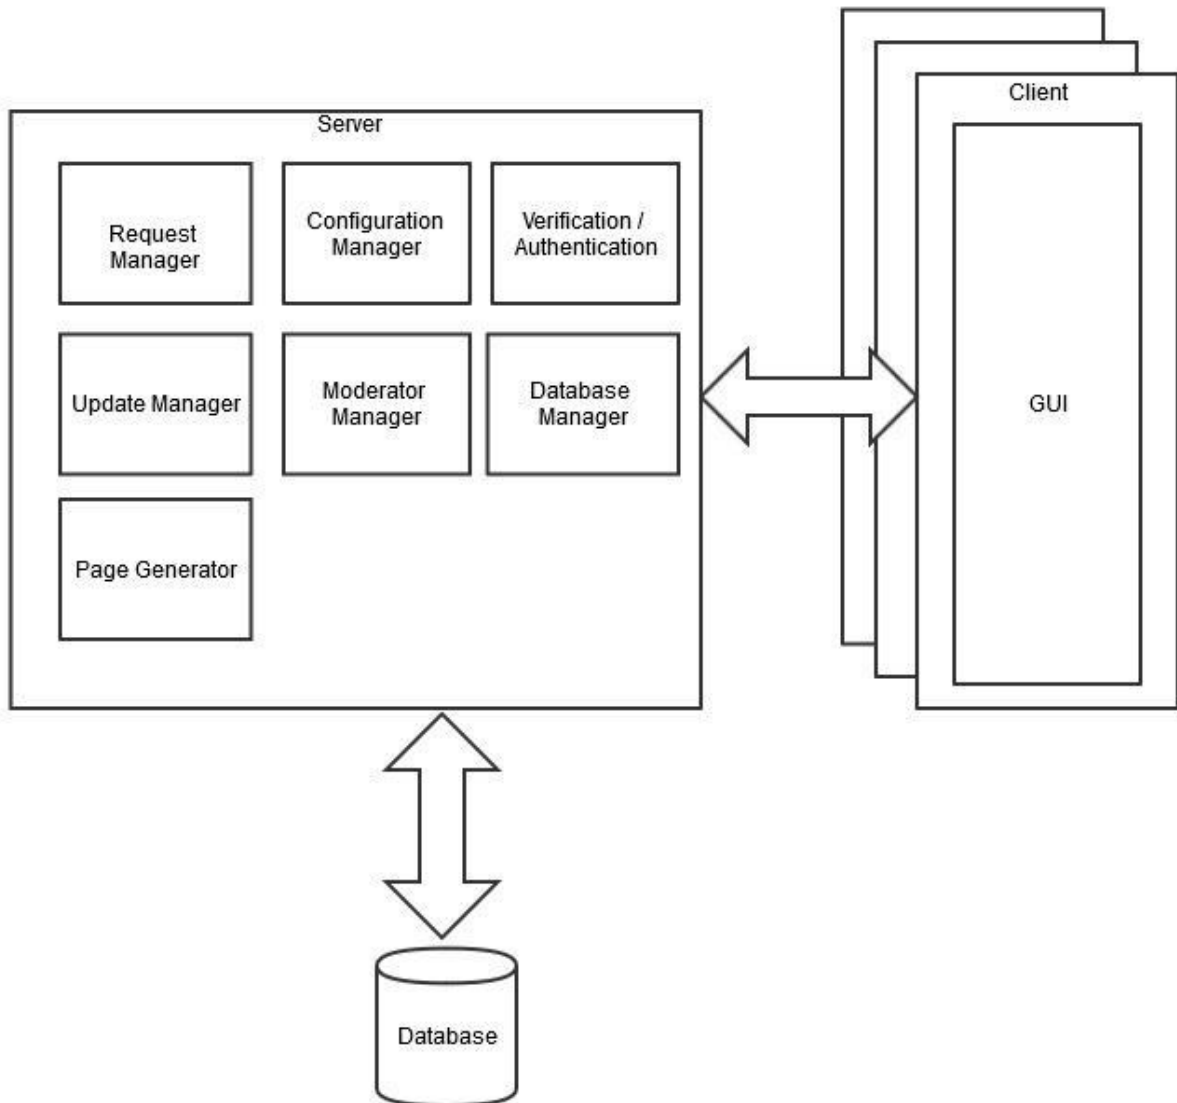 Client
Server
Request
Manager
Configuration
Manager
Verification /
Authentication
Update Manager
Moderator
Manager
Database
Manager
GUI
Page Generator
Database